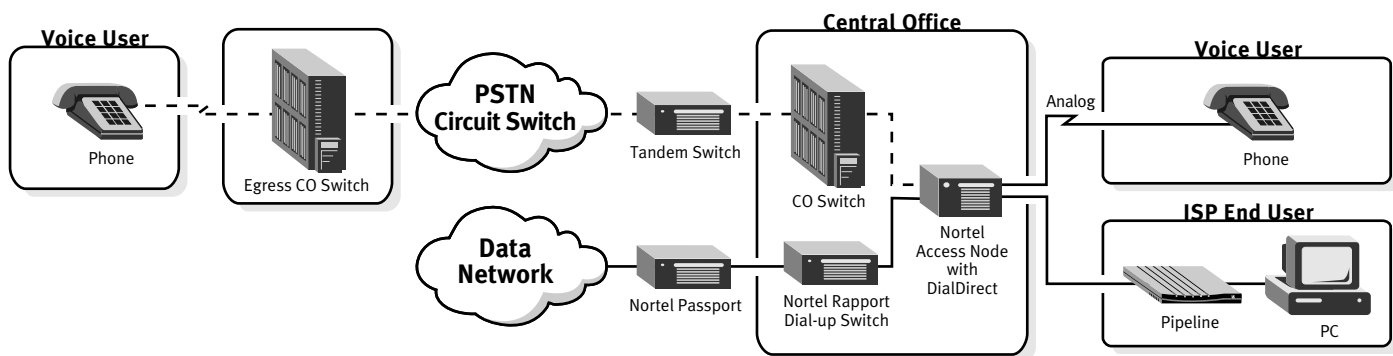 Voice User
Phone
Egress CO Switch
PSTN
Circuit Switch
Tandem Switch
Data
Network
Nortel Passport
Central Office
CO Switch
Nortel Rapport
Dial-up Switch
Nortel
Access Node
with
DialDirect
Analog
Voice User
Phone
ISP End User
Pipeline
PC